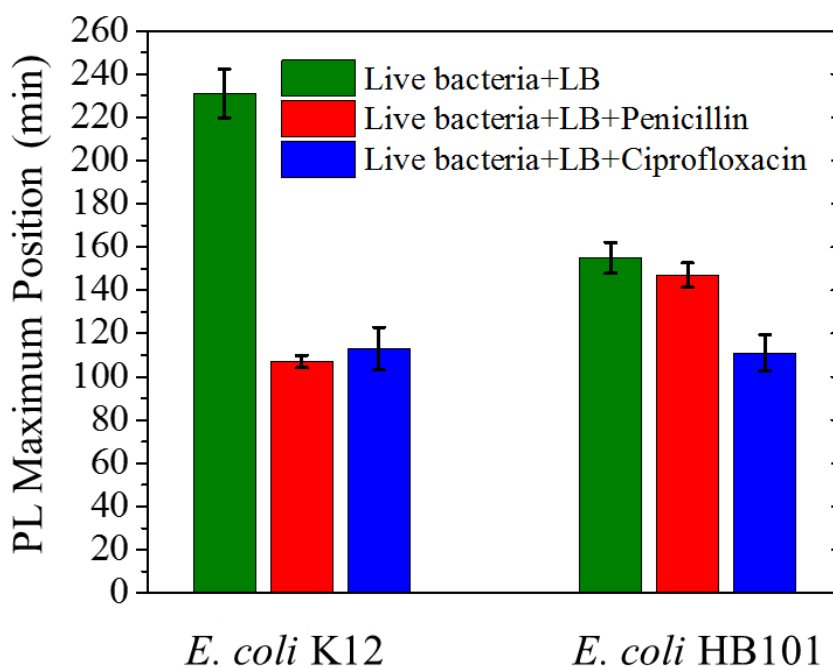 PL Maximum Position (min)
260
240
220
200
180
160
140
120
100
80
60
40
20
0
Live bacteria+LB
Live bacteria+LB+Penicillin
Live bacteria+LB+Ciprofloxacin
E. coli K12
E. coli HB101